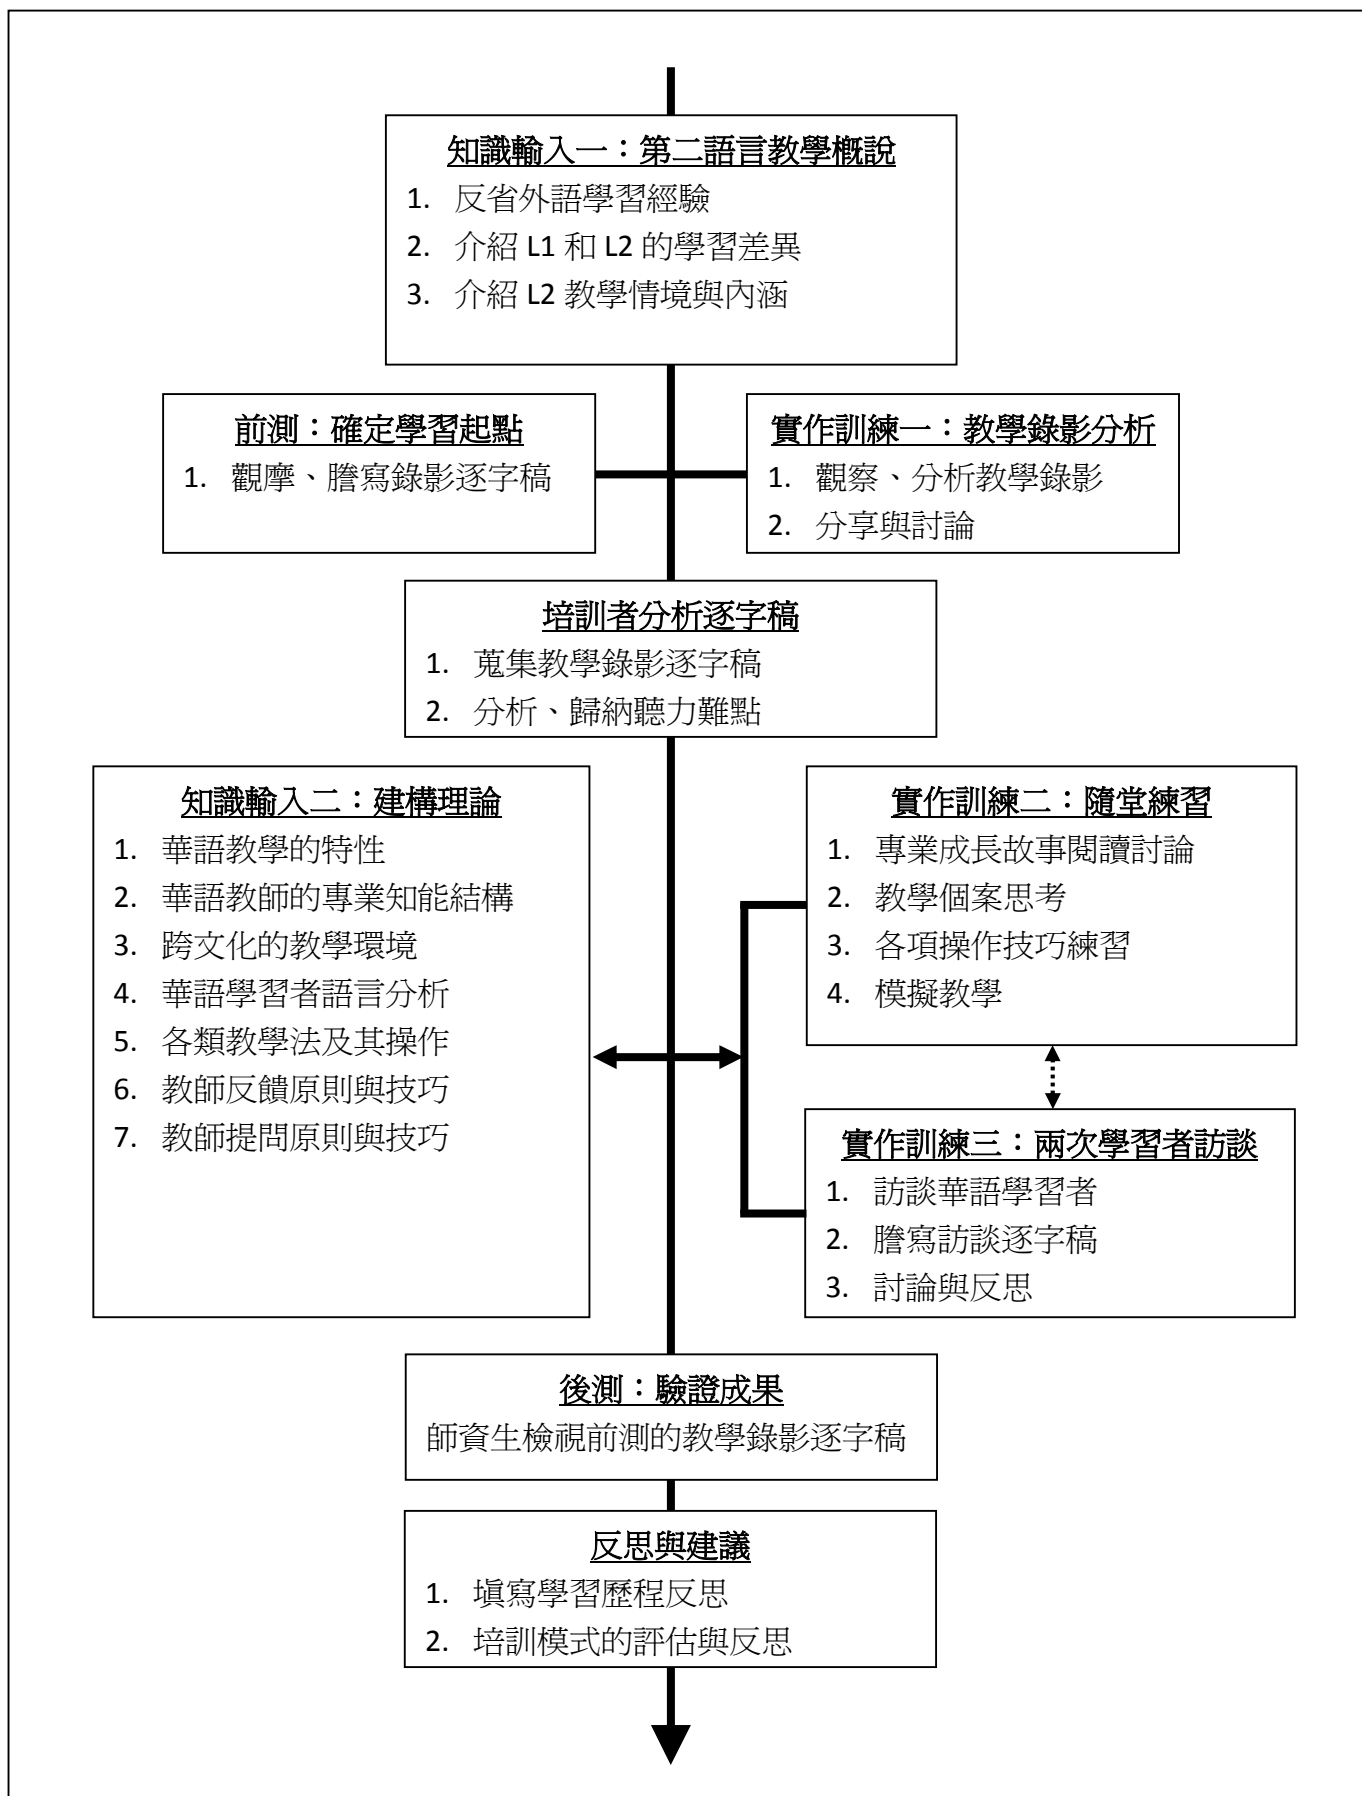 知識輸入一：第二語言教學概說
1. 反省外語學習經驗
2. 介紹 L1 和 L2 的學習差異
3. 介紹 L2 教學情境與內涵
前測：確定學習起點
1. 觀摩、謄寫錄影逐字稿
實作訓練一：教學錄影分析
1. 觀察、分析教學錄影
2. 分享與討論
培訓者分析逐字稿
1. 蒐集教學錄影逐字稿
2. 分析、歸納聽力難點
知識輸入二：建構理論
1. 華語教學的特性
2. 華語教師的專業知能結構
3. 跨文化的教學環境
4. 華語學習者語言分析
5. 各類教學法及其操作
6. 教師反饋原則與技巧
7. 教師提問原則與技巧
實作訓練二：隨堂練習
1. 專業成長故事閱讀討論
2. 教學個案思考
3. 各項操作技巧練習
4. 模擬教學
實作訓練三：兩次學習者訪談
1. 訪談華語學習者
2. 謄寫訪談逐字稿
3. 討論與反思
後測：驗證成果
師資生檢視前測的教學錄影逐字稿
反思與建議
1. 填寫學習歷程反思
2. 培訓模式的評估與反思